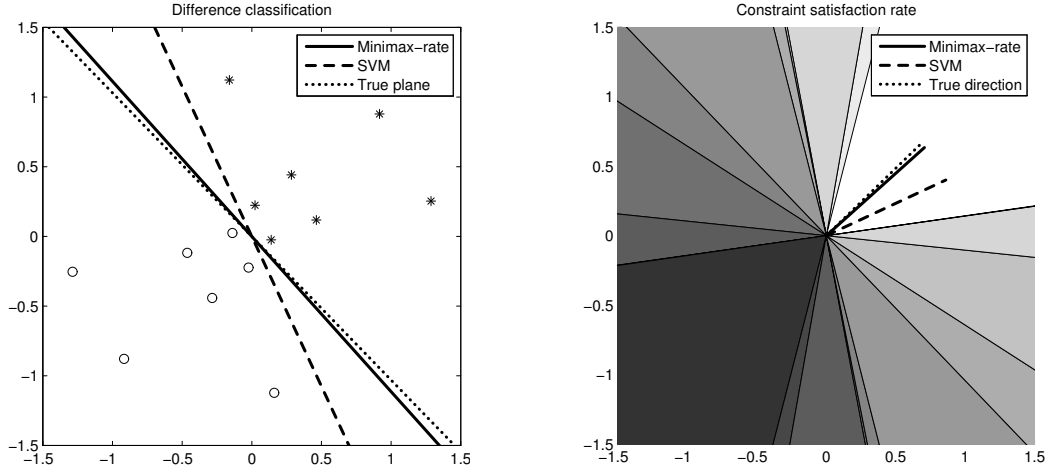 Difference classification
1.5
1
0.5
0
−0.5
−1
−1.5
−1.5 −1 −0.5 0 0.5 1 1.5
Minimax−rate
SVM
True plane
Constraint satisfaction rate
1.5
1
0.5
0
−0.5
−1
−1.5
−1.5 −1 −0.5 0 0.5 1 1.5
Minimax−rate
SVM
True direction